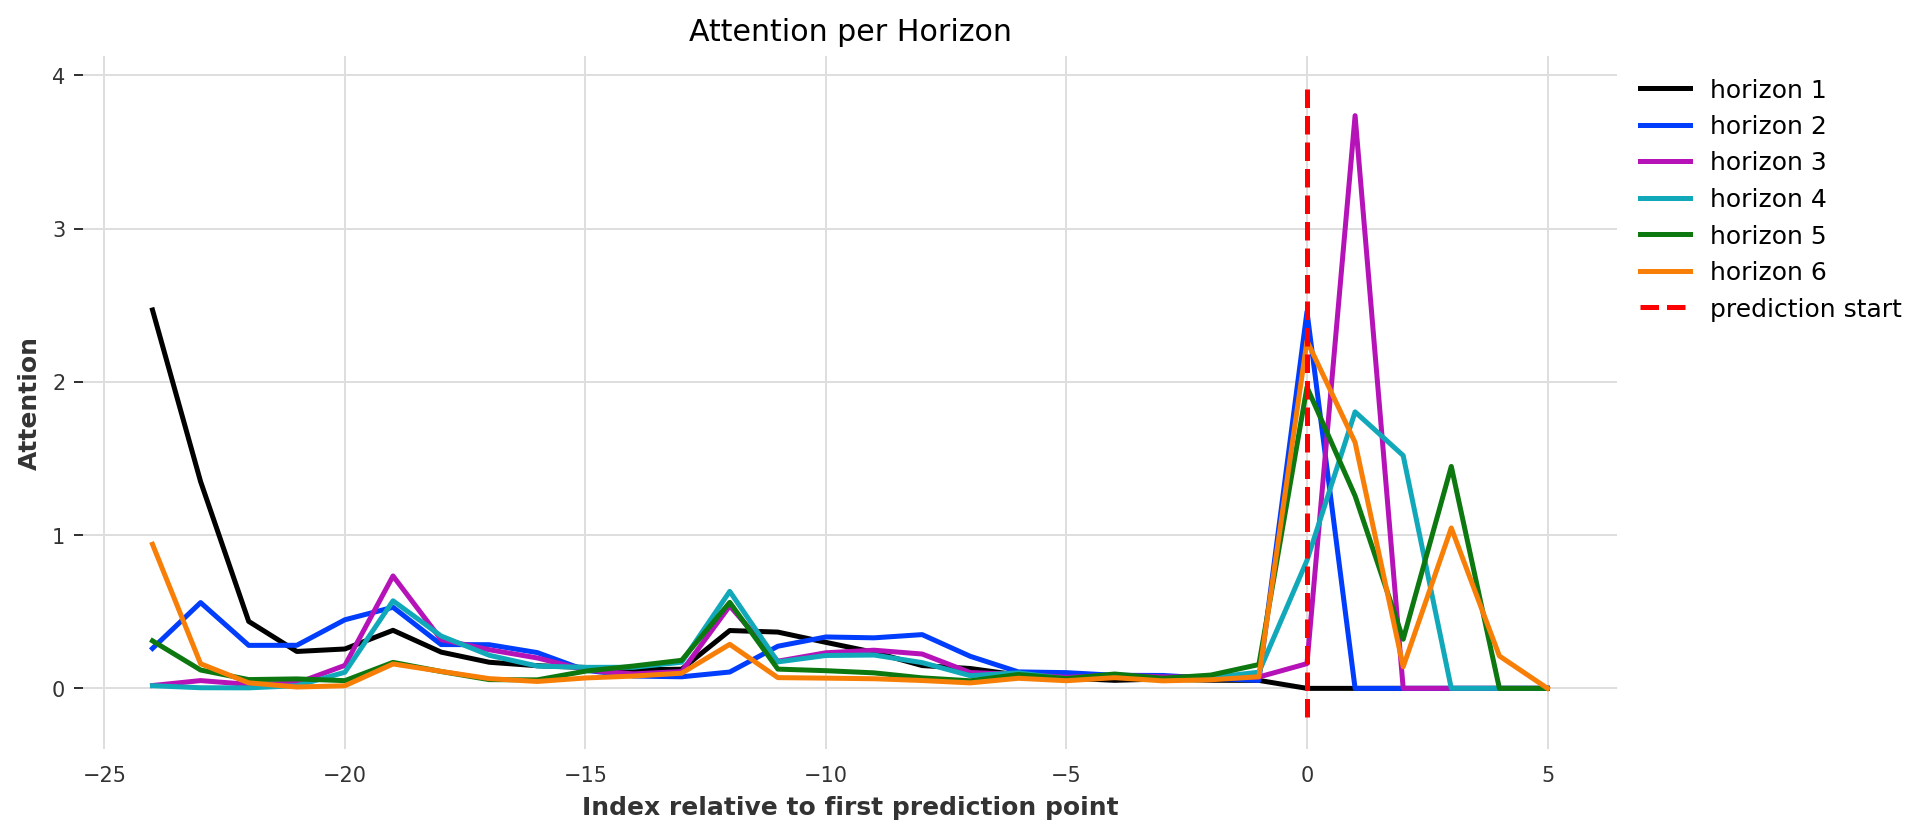 Attention per Horizon
4
3
2
1
0
Attention
−25
−20
−15
−10
−5
0
5
Index relative to first prediction point
horizon 1
horizon 2
horizon 3
horizon 4
horizon 5
horizon 6
prediction start